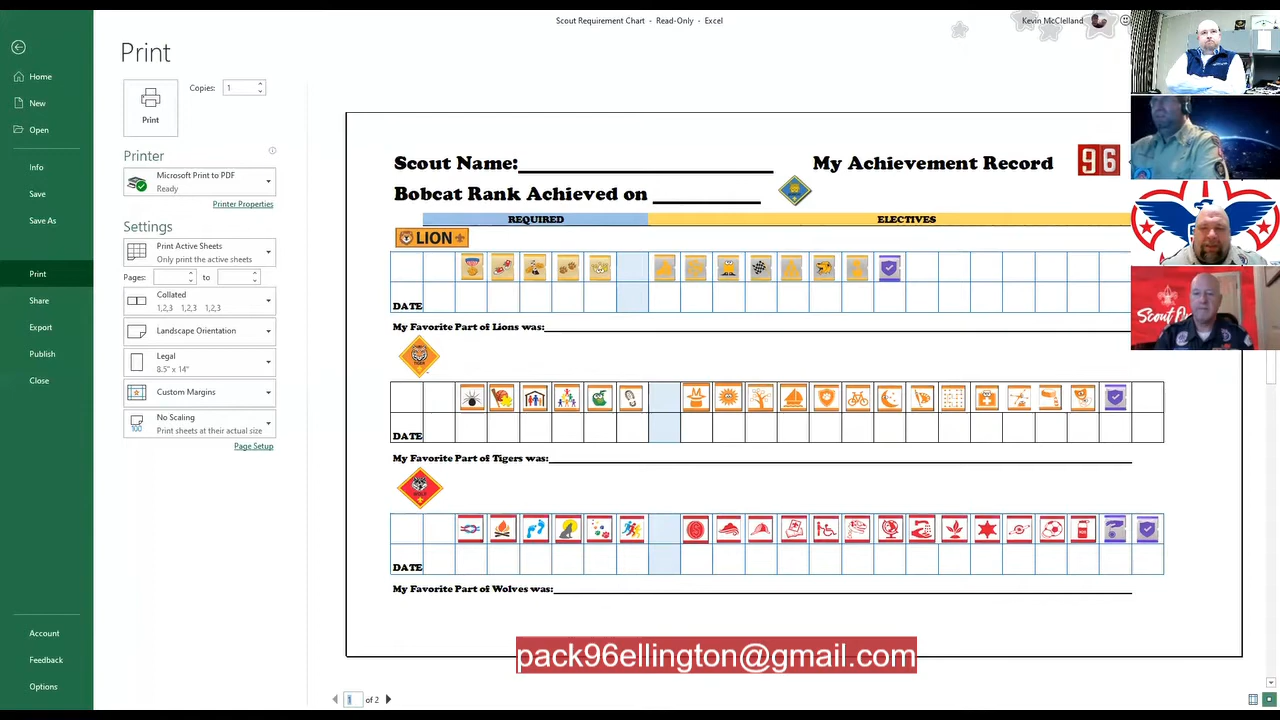 Scout Requirement Chart - Read-Only - Excel
Kevin McClelland
Print
Home
New
Open
Info
Save
Save As
Print
Share
Export
Publish
Close
Account
Feedback
Options
Print
Copies: 1
Printer
Microsoft Print to PDF
Ready
Printer Properties
Settings
Print Active Sheets
Only print the active sheets
Pages: to
Collated
1,2,3 1,2,3 1,2,3
Landscape Orientation
Legal
8.5" x 14"
Custom Margins
No Scaling
100
Print sheets at their actual size
Page Setup
Scout Name:
My Achievement Record
96
Bobcat Rank Achieved on
REQUIRED
ELECTIVES
LION
DATE
My Favorite Part of Lions was:
DATE
My Favorite Part of Tigers was:
WOLF
DATE
My Favorite Part of Wolves was:
pack96ellington@gmail.com
of 2